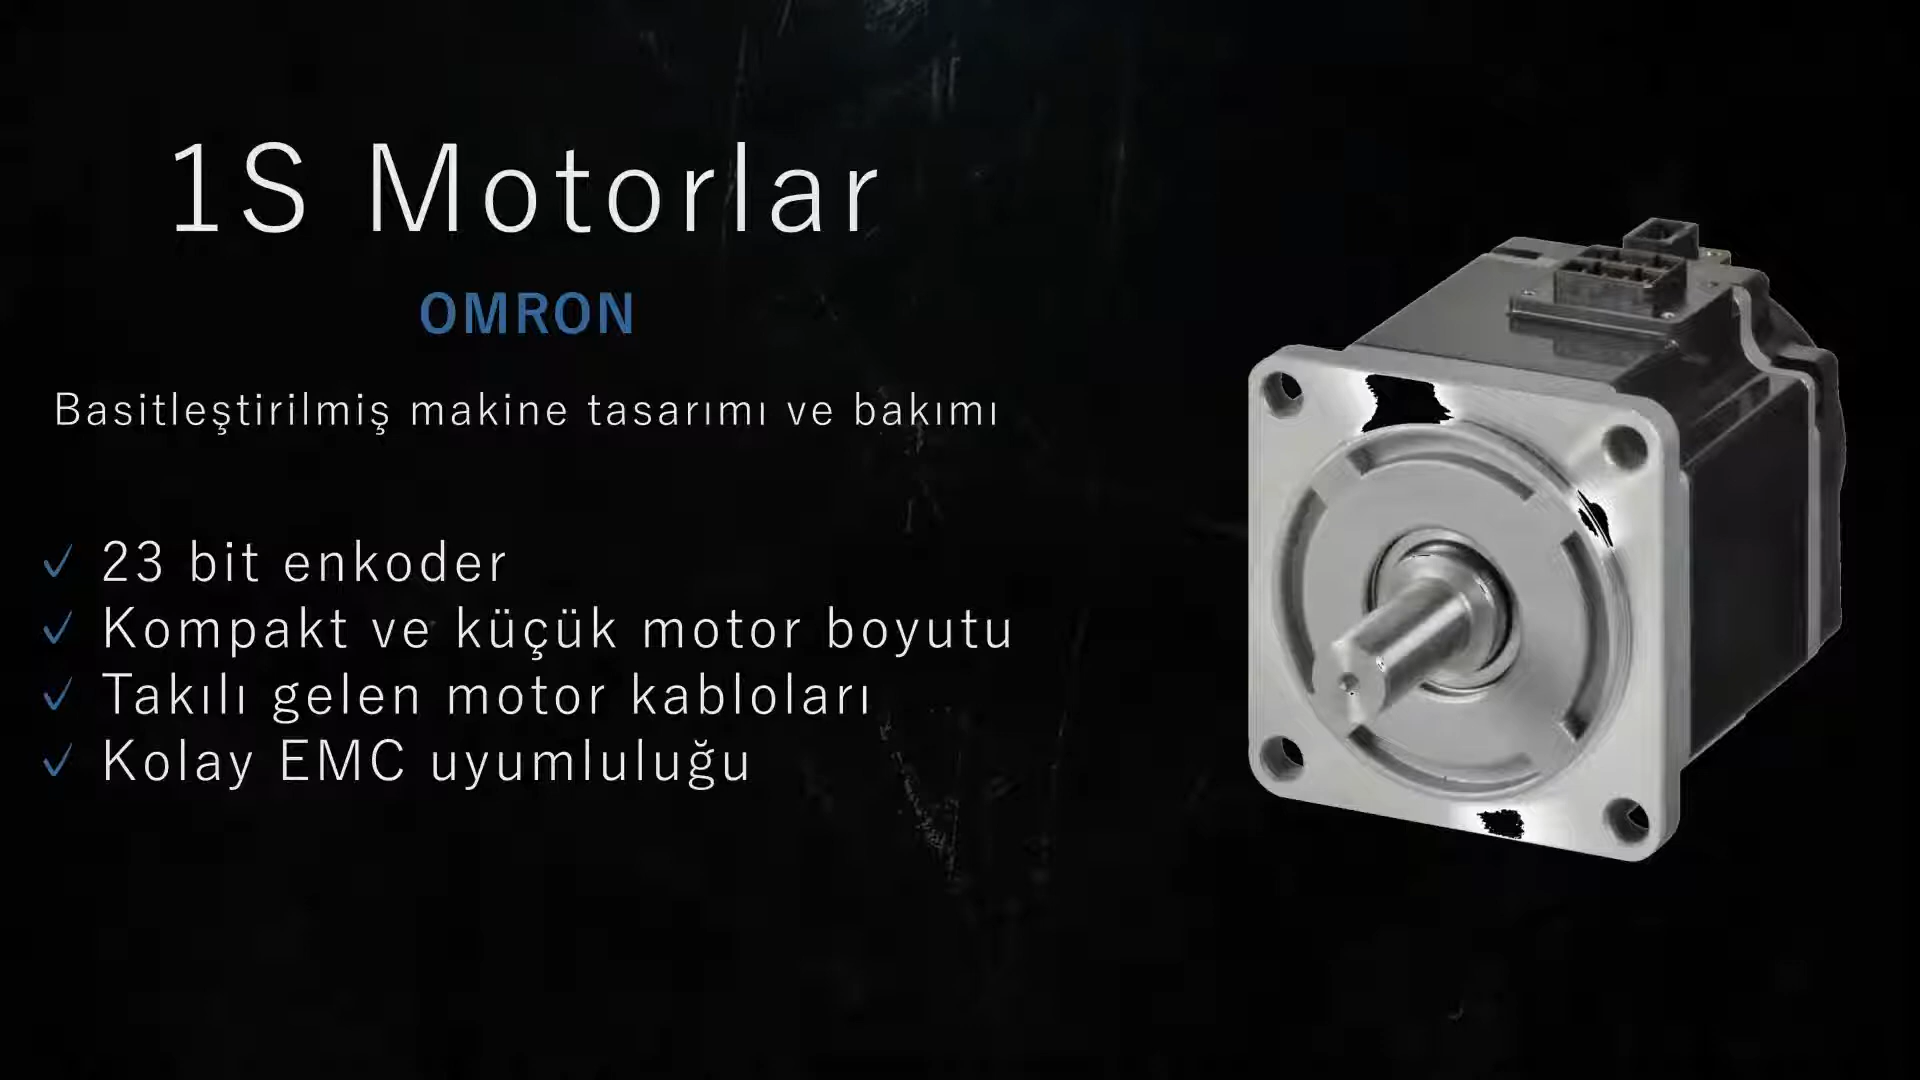 1S Motorlar
OMRON
Basitleştirilmiş makine tasarımı ve bakımı
✓ 23 bit enkoder
✓ Kompakt ve küçük motor boyutu
✓ Takılı gelen motor kabloları
✓ Kolay EMC uyumluluğu